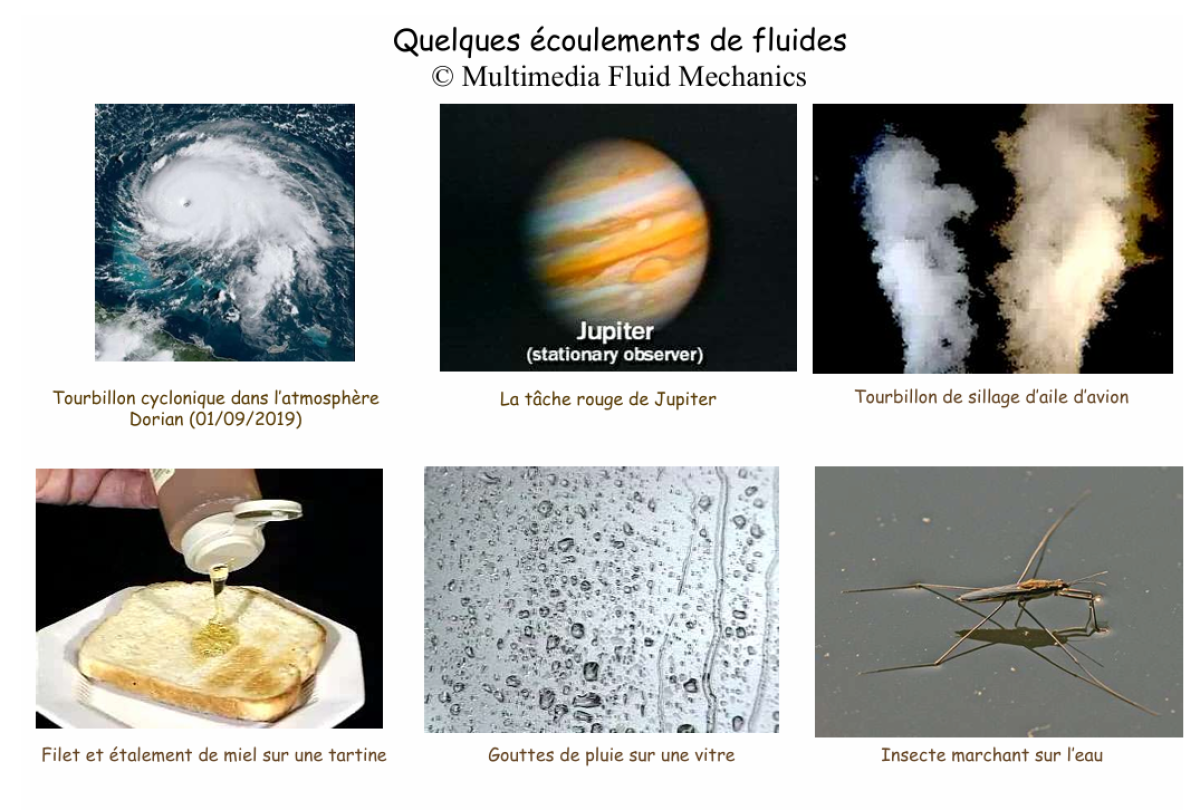 Quelques écoulements de fluides
© Multimedia Fluid Mechanics
Jupiter
(stationary observer)
Tourbillon cyclonique dans l'atmosphère
Dorian (01/09/2019)
La tâche rouge de Jupiter
Tourbillon de sillage d'aile d'avion
Filet et étalement de miel sur une tartine
Gouttes de pluie sur une vitre
Insecte marchant sur l'eau